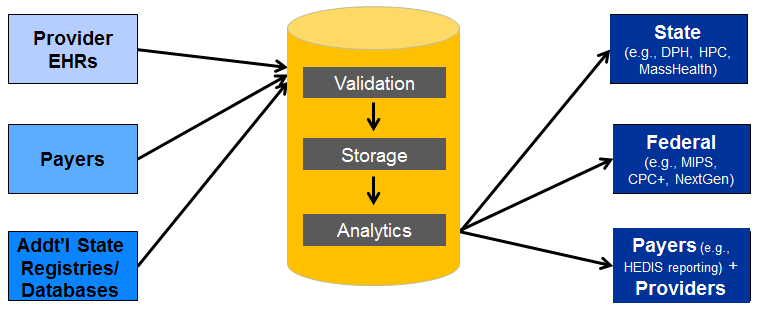 Provider
EHRs
Payers
Addt'l State
Registries/
Databases
Validation
Storage
Analytics
State
(e.g., DPH, HPC,
MassHealth)
Federal
(e.g., MIPS,
CPC+, NextGen)
Payers (e.g.,
HEDIS reporting) +
Providers